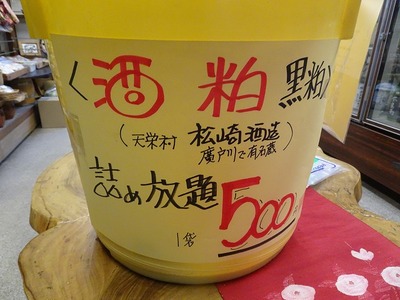 〈酒粕 黒粕〉
(天栄村 松崎酒造)
廣戸川で有名蔵
詰め放題
1袋 500